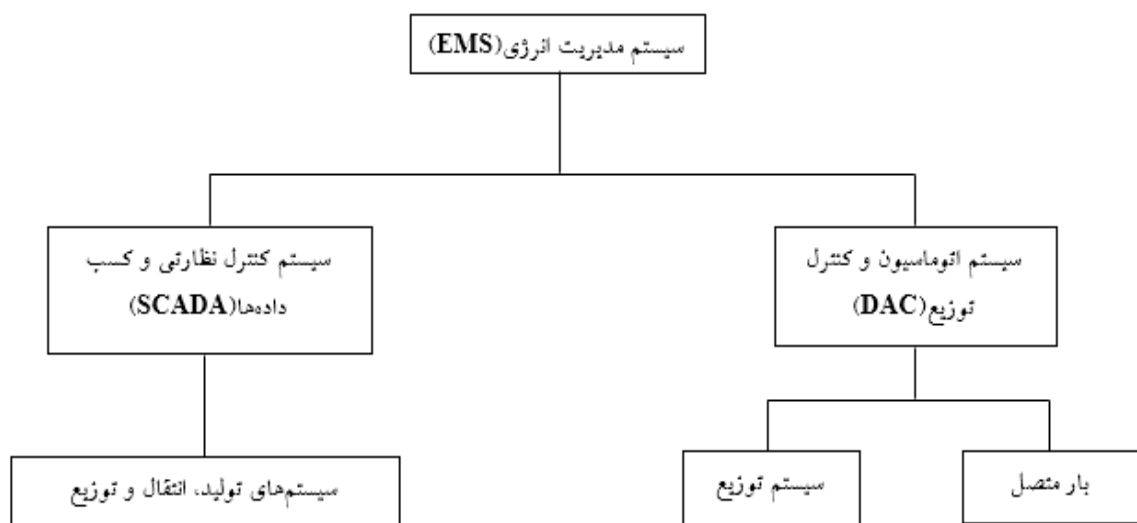 سیستم مدیریت انرژی(EMS)
سیستم اتوماسیون و کنترل
توزیع(DAC)
سیستم کنترل نظارتی و کسب
داده‌ها(SCADA)
بار متصل
سیستم توزیع
سیستم‌های تولید، انتقال و توزیع